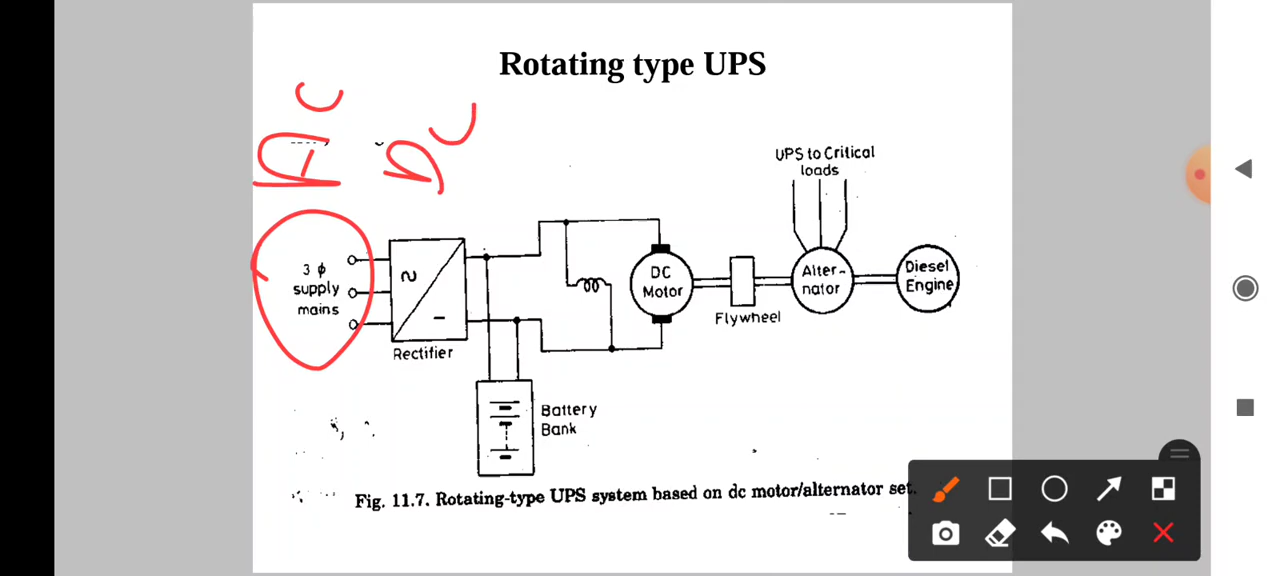 Rotating type UPS
AC
DC
UPS to Critical
loads
3 ϕ
supply
mains
~
–
Rectifier
DC
Motor
Flywheel
Alter-
nator
Diesel
Engine
Battery
Bank
Fig. 11.7. Rotating-type UPS system based on dc motor/alternator set.